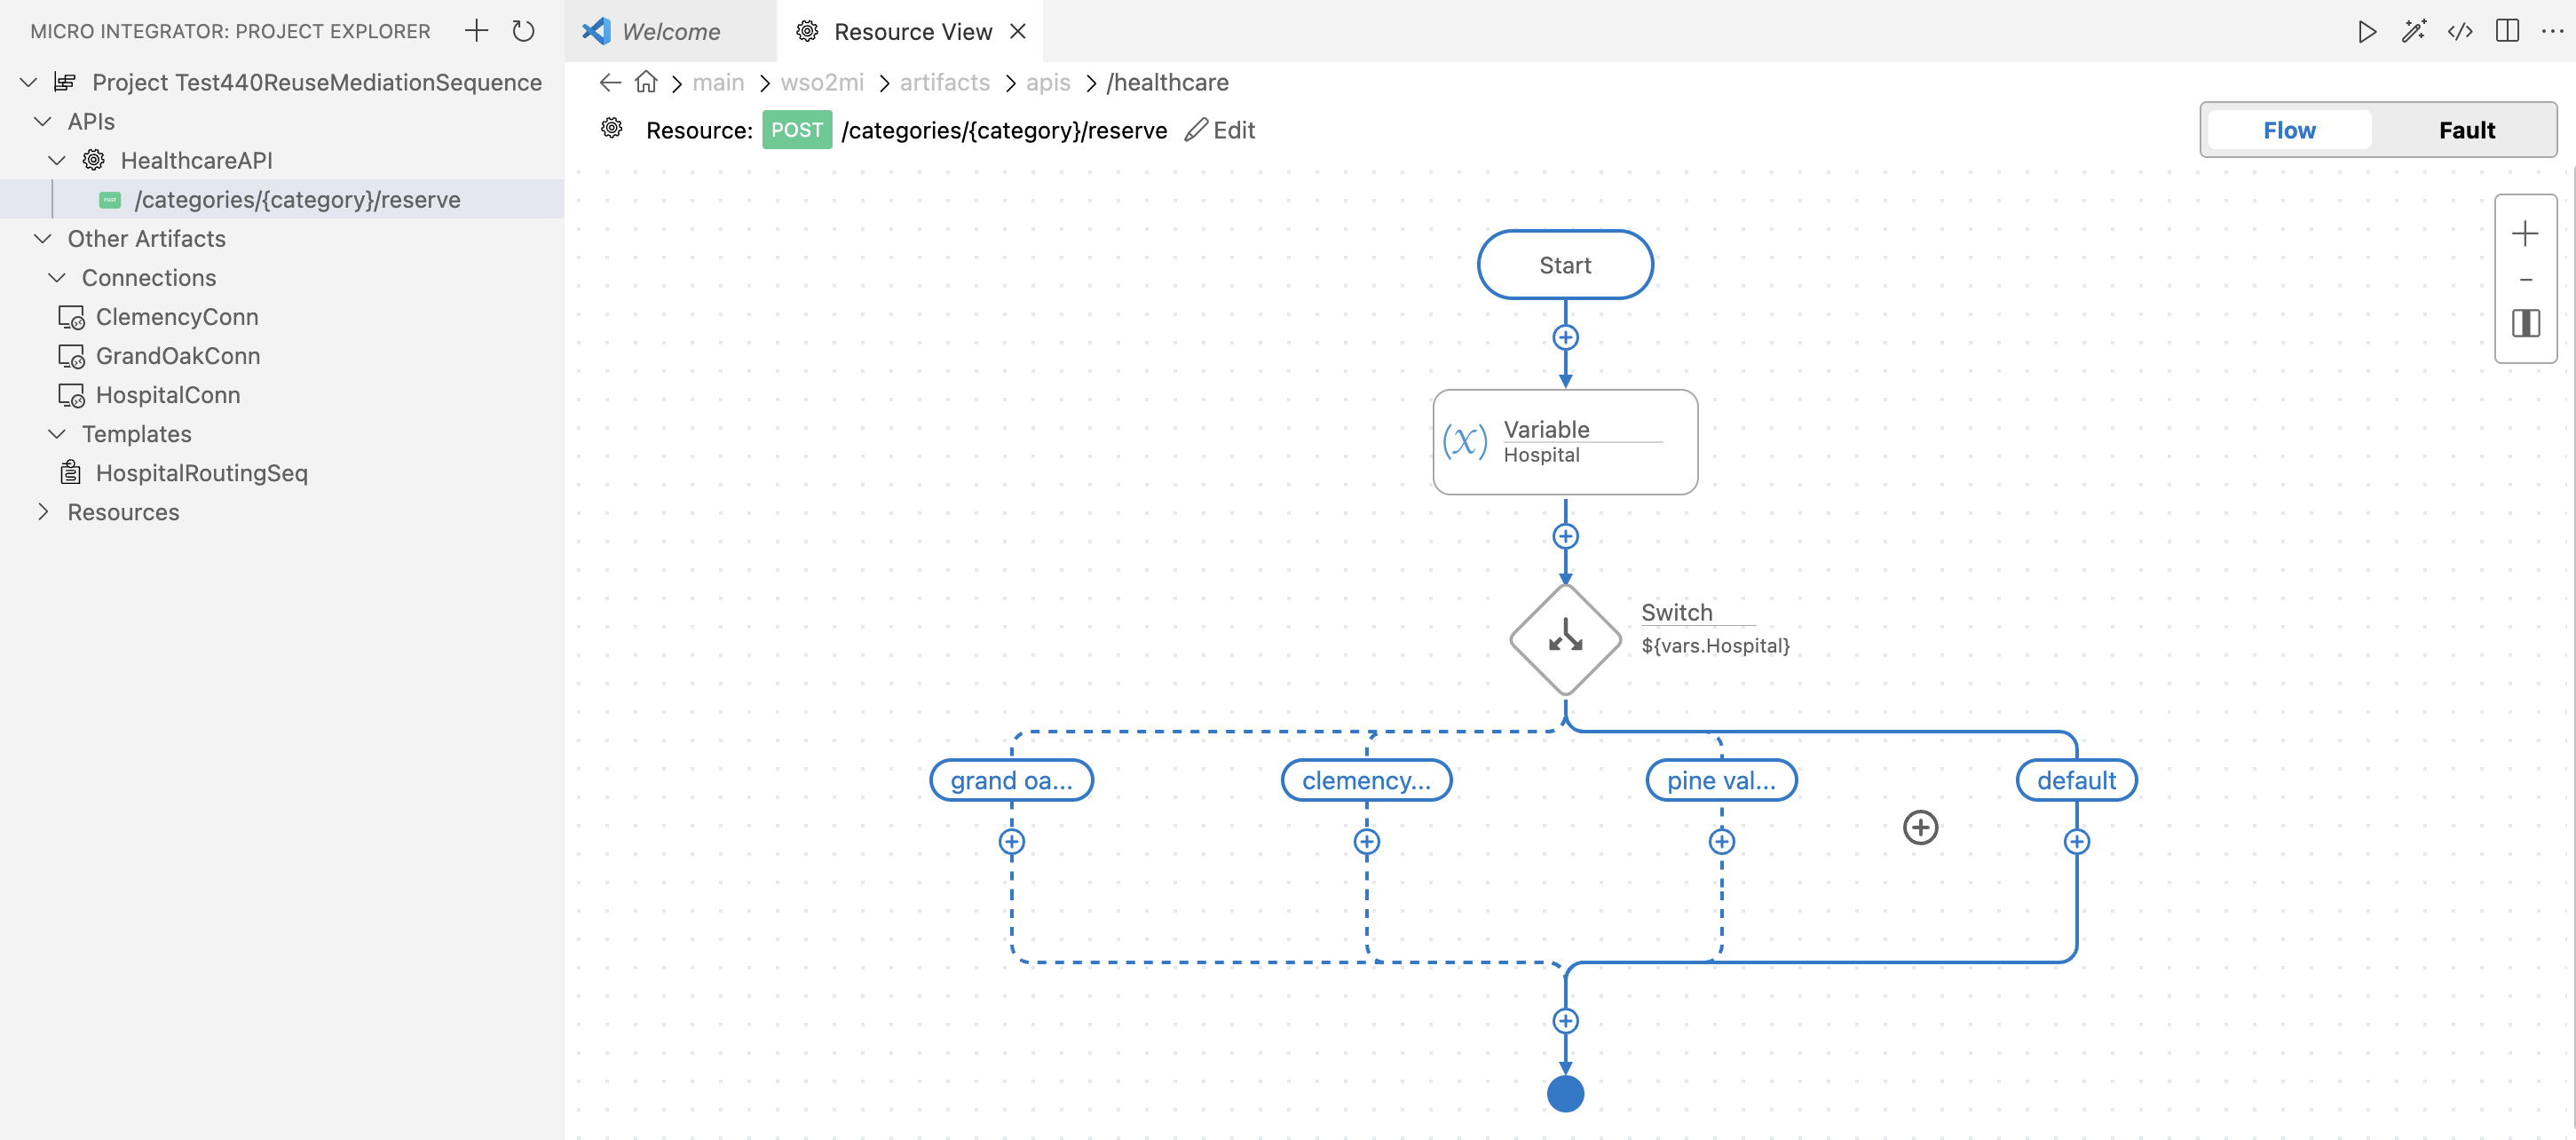 MICRO INTEGRATOR: PROJECT EXPLORER
Project Test440ReuseMediationSequence
APIs
HealthcareAPI
POST /categories/{category}/reserve
Other Artifacts
Connections
ClemencyConn
GrandOakConn
HospitalConn
Templates
HospitalRoutingSeq
Resources
Welcome
Resource View
main > wso2mi > artifacts > apis > /healthcare
Resource: POST /categories/{category}/reserve Edit
Flow
Fault
Start
(x) Variable
Hospital
Switch
${vars.Hospital}
grand oa...
clemency...
pine val...
default